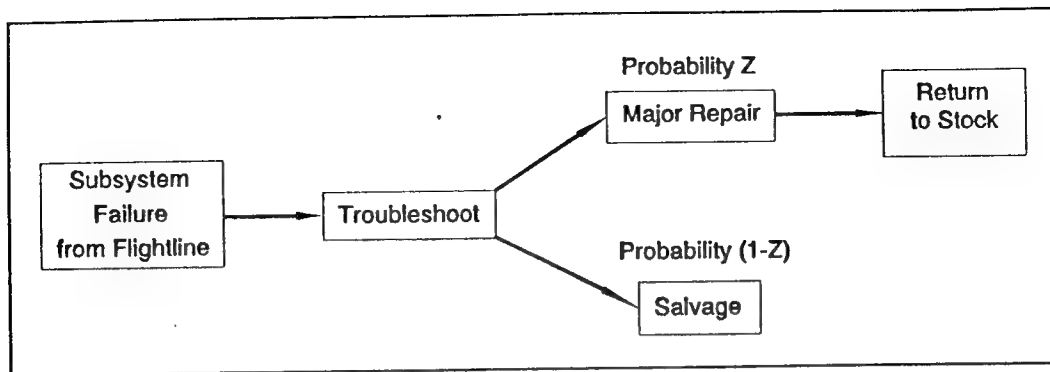 Subsystem
Failure
from Flightline
Troubleshoot
Probability Z
Major Repair
Return
to Stock
Probability (1-Z)
Salvage